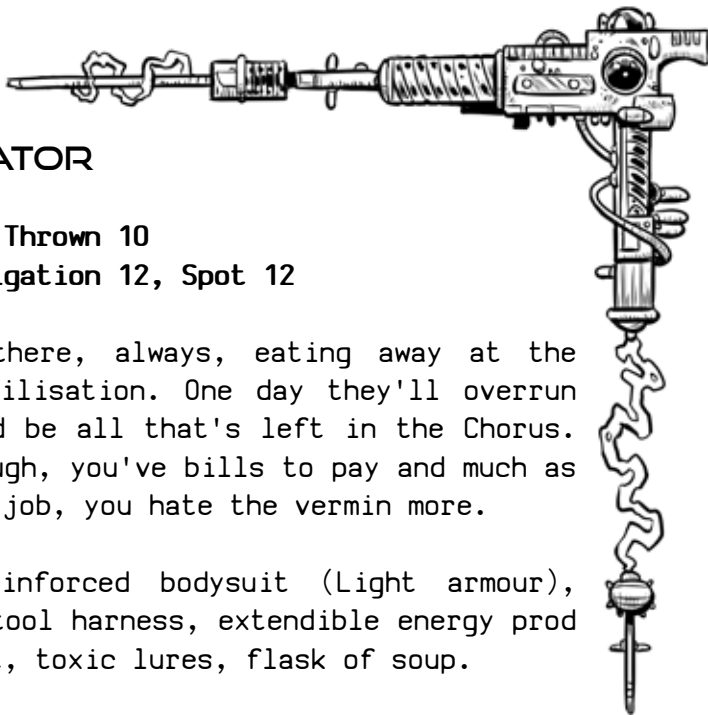 ATOR
Thrown 10
igation 12, Spot 12
there, always, eating away at the
ilisation. One day they'll overrun
d be all that's left in the Chorus.
ugh, you've bills to pay and much as
job, you hate the vermin more.
inforced bodysuit (Light armour),
tool harness, extendible energy prod
, toxic lures, flask of soup.